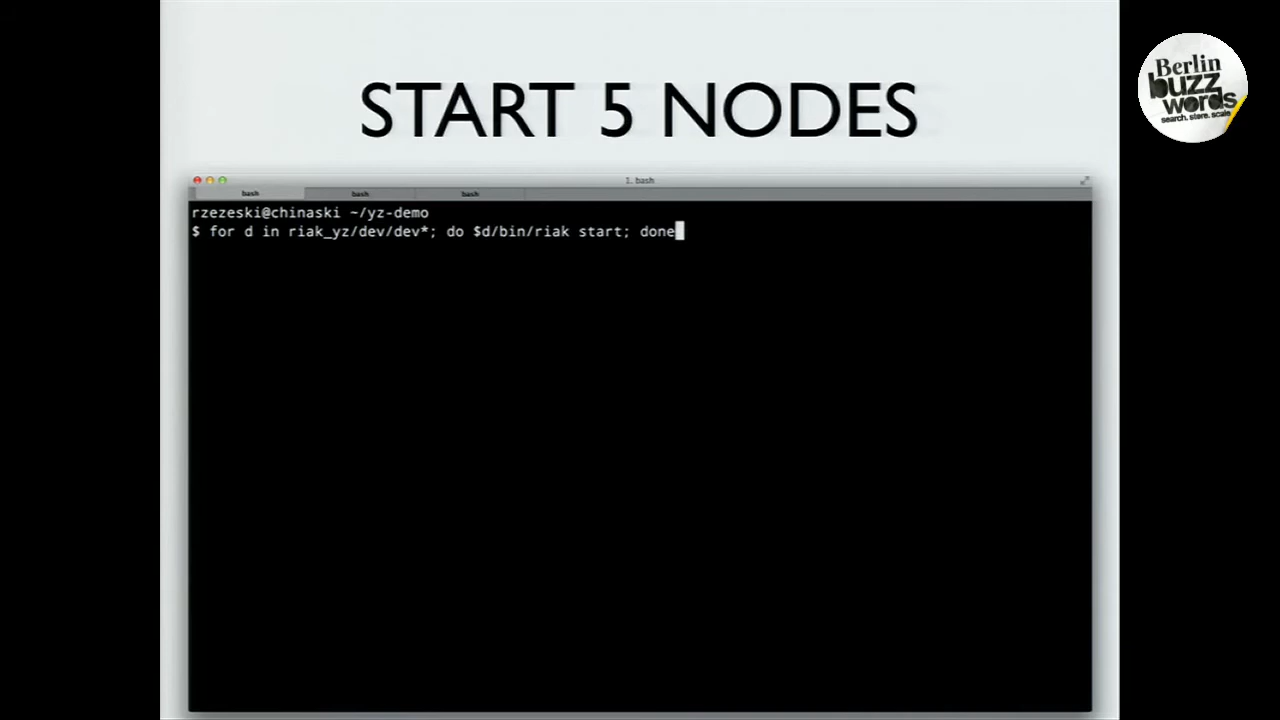 START 5 NODES
Berlin
buzz
words
search. store. scale
1. bash
bash bash bash
rzezeski@chinaski ~/yz-demo
$ for d in riak_yz/dev/dev*; do $d/bin/riak start; done